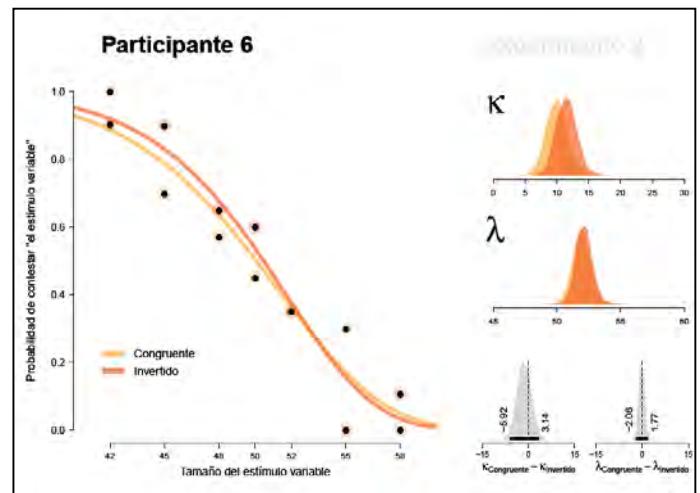 Participante 6
Probabilidad de contestar "el estímulo variable"
1.0
0.8
0.6
0.4
0.2
0.0
Congruente
Invertido
42
45
48
50
52
55
58
Tamaño del estímulo variable
κ
0 5 10 15 20 25 30
λ
45 50 55 60
−5.92
3.14
−15 0 15
κCongruente − κInvertido
−2.06
1.77
−15 0 15
λCongruente − λInvertido